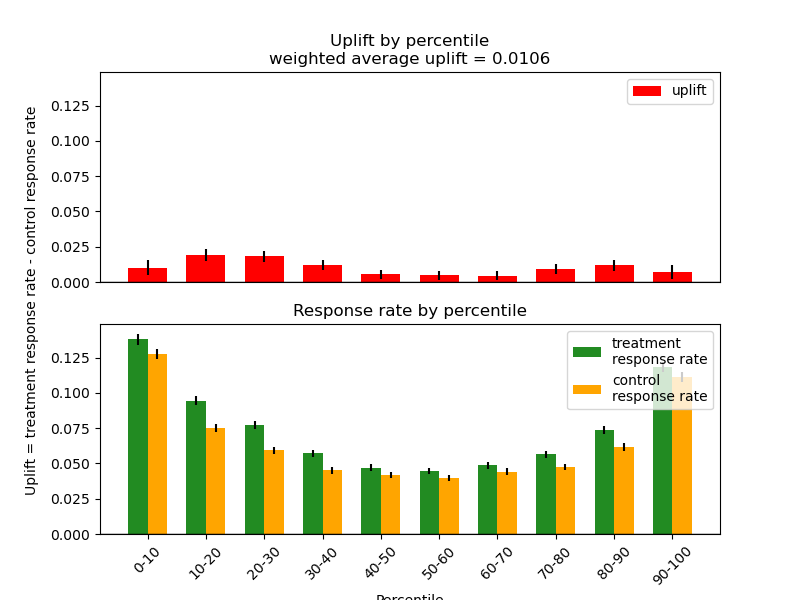 Uplift by percentile
weighted average uplift = 0.0106
uplift
0.125
0.100
0.075
0.050
0.025
0.000
Uplift = treatment response rate - control response rate
Response rate by percentile
treatment
response rate
control
response rate
0.125
0.100
0.075
0.050
0.025
0.000
0-10
10-20
20-30
30-40
40-50
50-60
60-70
70-80
80-90
90-100
Percentile